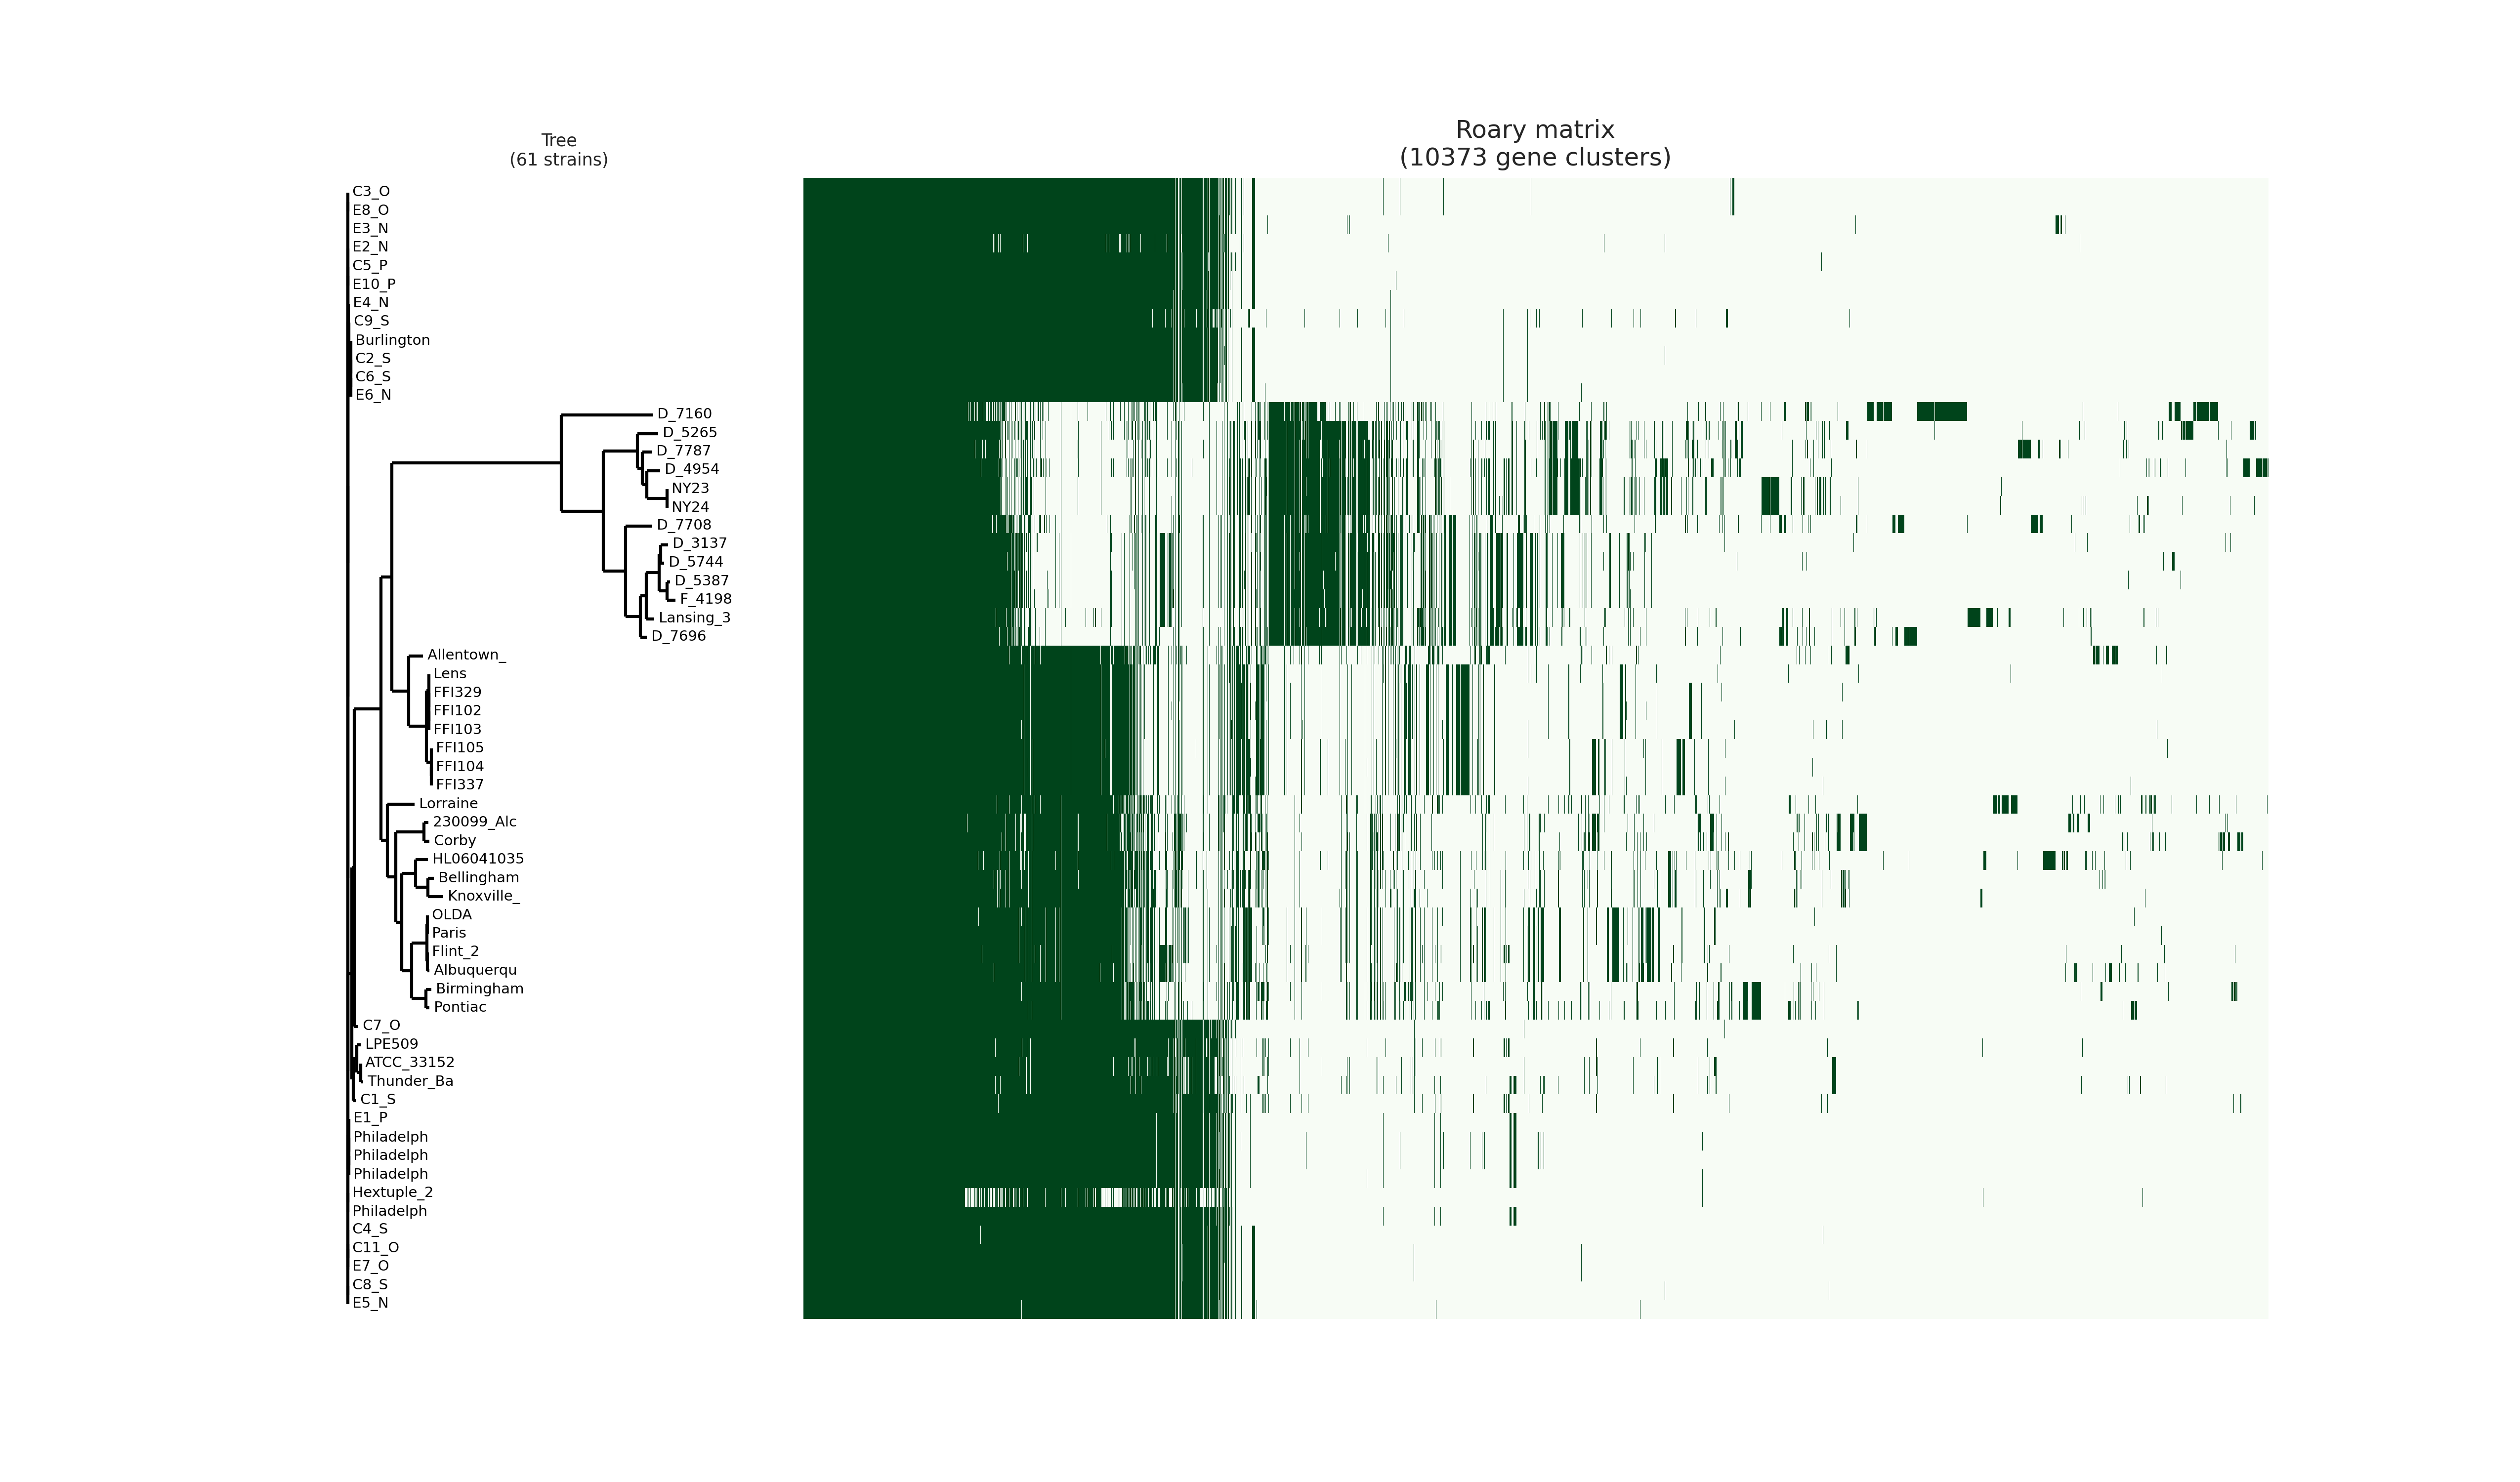 Tree
(61 strains)
Roary matrix
(10373 gene clusters)
C3_O
E8_O
E3_N
E2_N
C5_P
E10_P
E4_N
C9_S
Burlington
C2_S
C6_S
E6_N
D_7160
D_5265
D_7787
D_4954
NY23
NY24
D_7708
D_3137
D_5744
D_5387
F_4198
Lansing_3
D_7696
Allentown_
Lens
FFI329
FFI102
FFI103
FFI105
FFI104
FFI337
Lorraine
230099_Alc
Corby
HL06041035
Bellingham
Knoxville_
OLDA
Paris
Flint_2
Albuquerqu
Birmingham
Pontiac
C7_O
LPE509
ATCC_33152
Thunder_Ba
C1_S
E1_P
Philadelph
Philadelph
Philadelph
Hextuple_2
Philadelph
C4_S
C11_O
E7_O
C8_S
E5_N